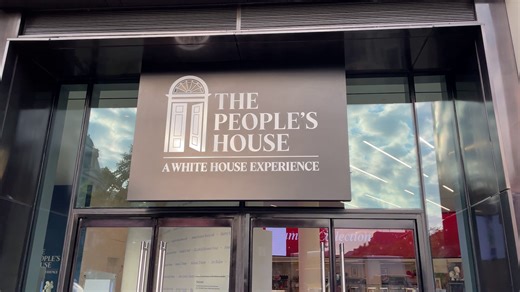 THE
PEOPLE'S
HOUSE
A WHITE HOUSE EXPERIENCE